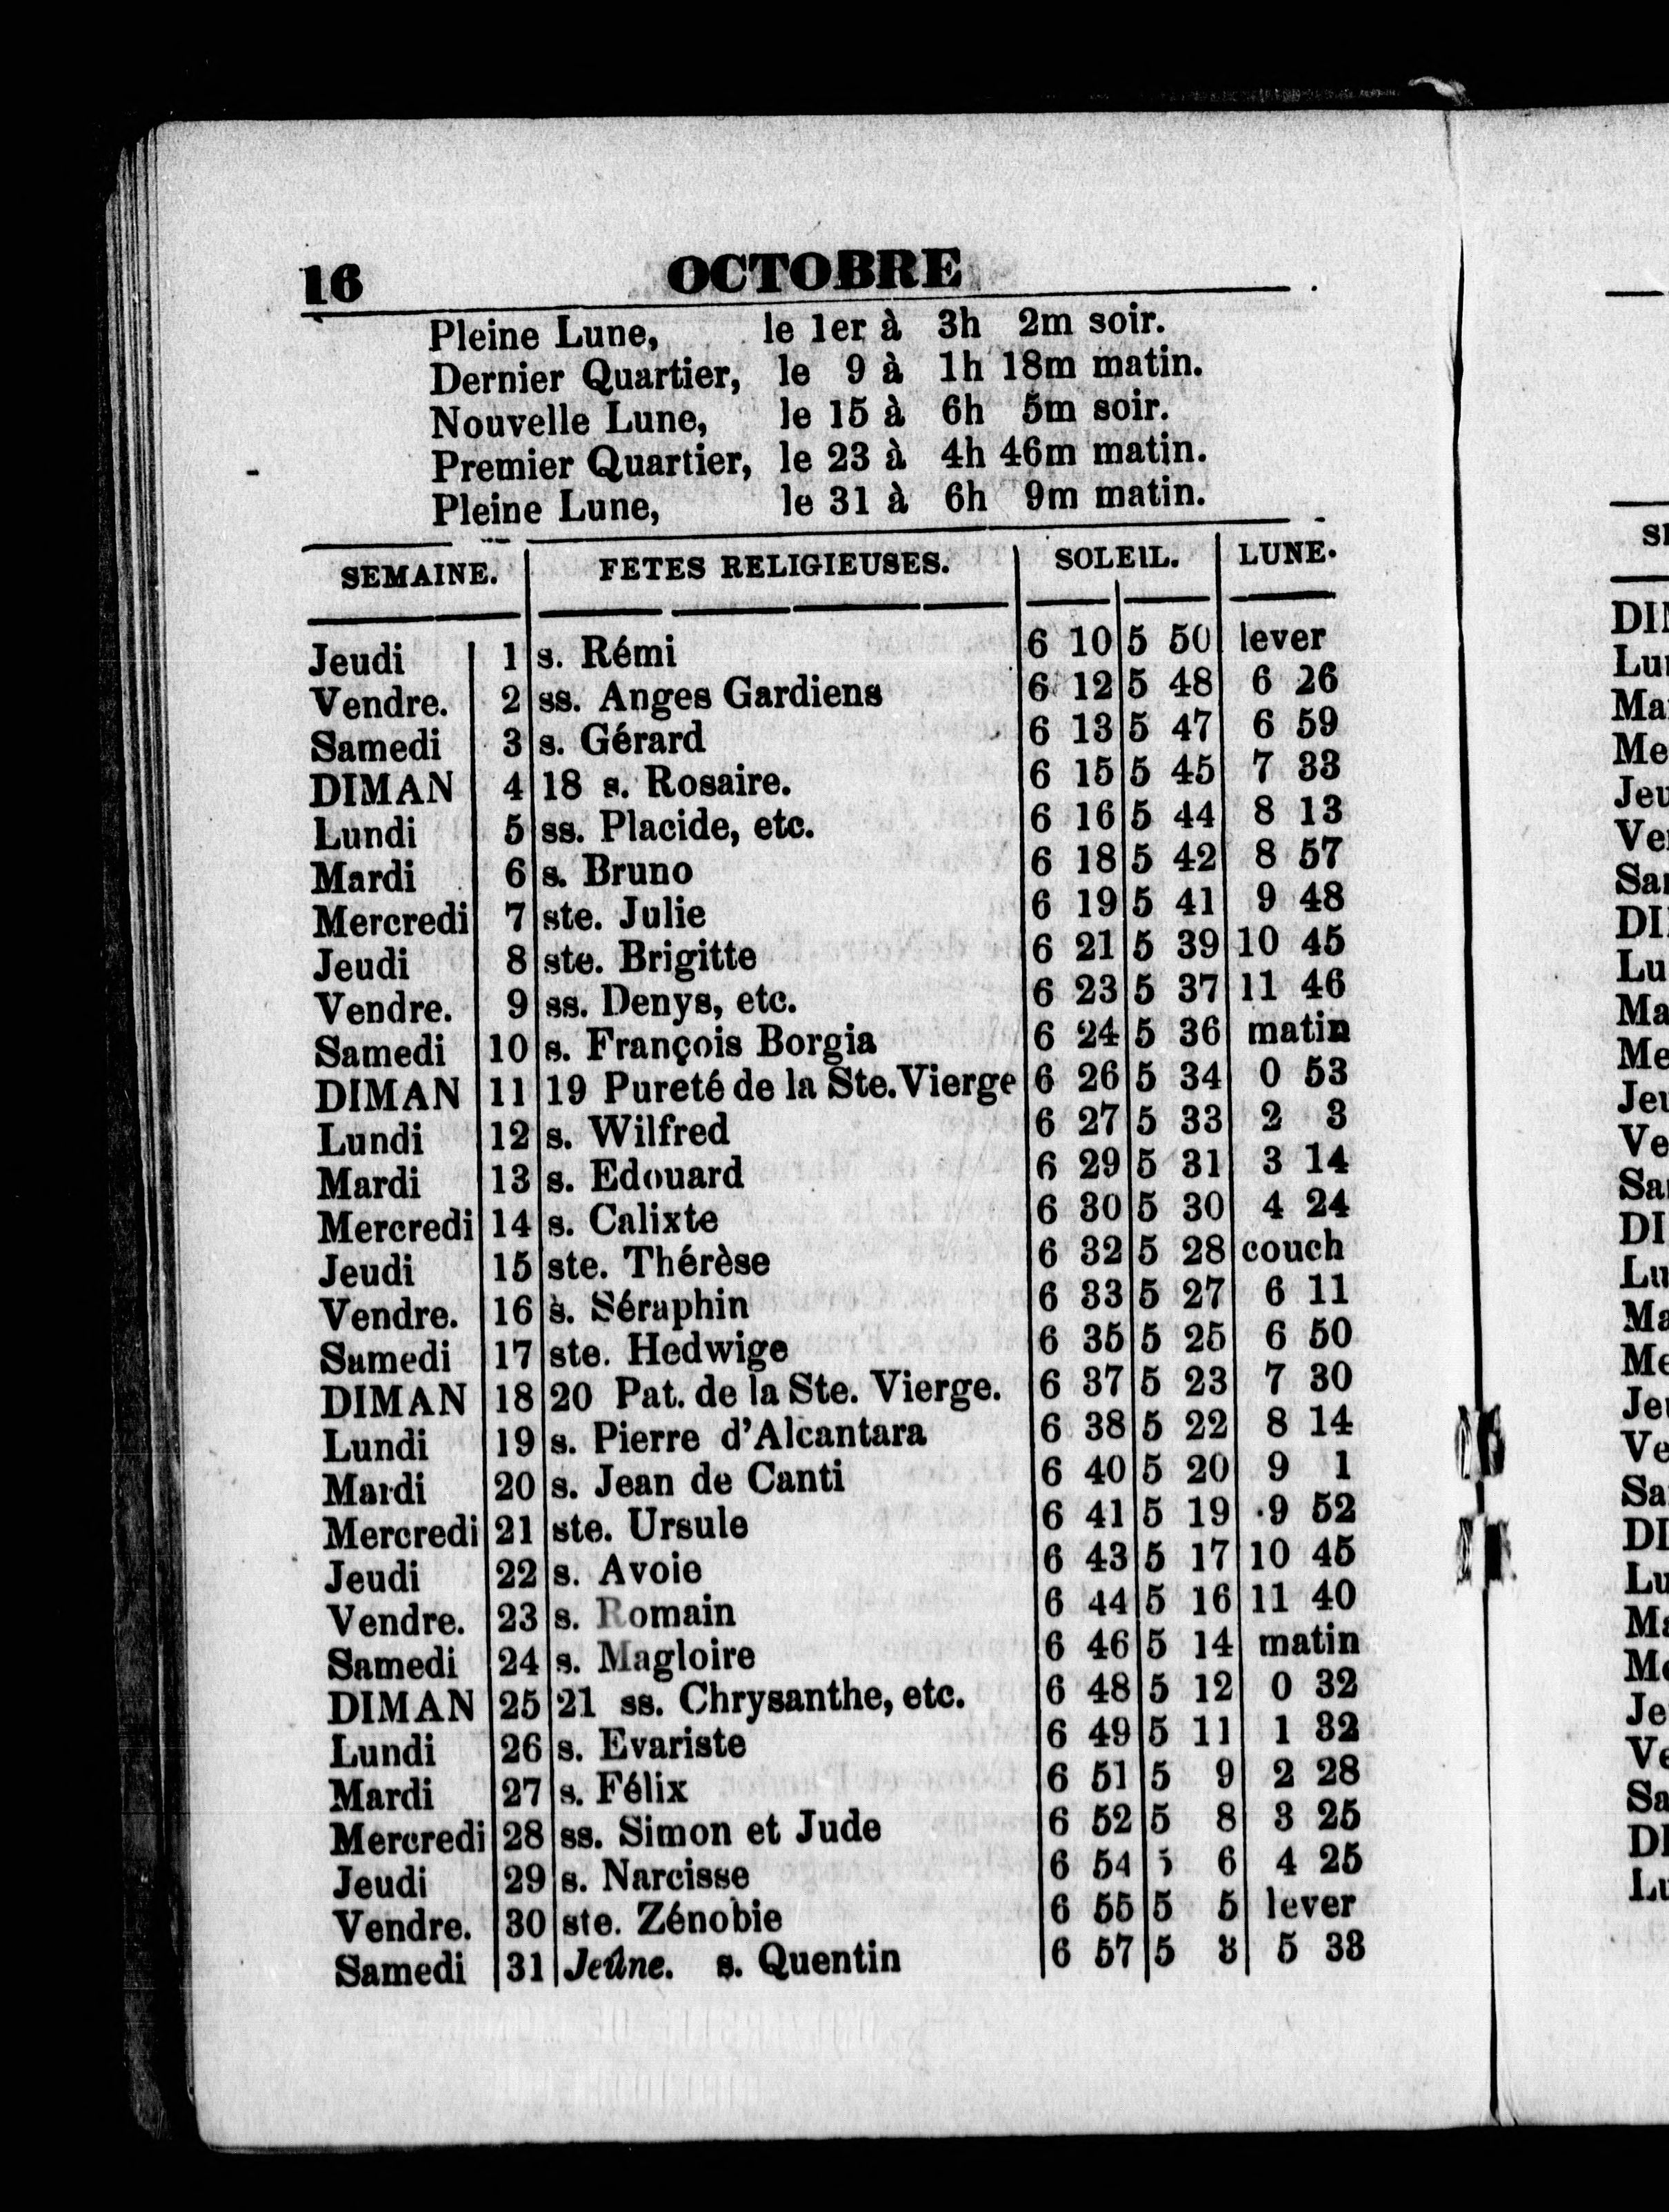 16 OCTOBRE
Pleine Lune, le 1er à 3h 2m soir.
Dernier Quartier, le 9 à 1h 18m matin.
Nouvelle Lune, le 15 à 6h 5m soir.
Premier Quartier, le 23 à 4h 46m matin.
Pleine Lune, le 31 à 6h 9m matin.
SEMAINE. FETES RELIGIEUSES. SOLEIL. LUNE.
Jeudi 1 s. Rémi 6 10 5 50 lever
Vendre. 2 ss. Anges Gardiens 6 12 5 48 6 26
Samedi 3 s. Gérard 6 13 5 47 6 59
DIMAN 4 18 s. Rosaire. 6 15 5 45 7 33
Lundi 5 ss. Placide, etc. 6 16 5 44 8 13
Mardi 6 s. Bruno 6 18 5 42 8 57
Mercredi 7 ste. Julie 6 19 5 41 9 48
Jeudi 8 ste. Brigitte 6 21 5 39 10 45
Vendre. 9 ss. Denys, etc. 6 23 5 37 11 46
Samedi 10 s. François Borgia 6 24 5 36 matin
DIMAN 11 19 Pureté de la Ste. Vierge 6 26 5 34 0 53
Lundi 12 s. Wilfred 6 27 5 33 2 3
Mardi 13 s. Edouard 6 29 5 31 3 14
Mercredi 14 s. Calixte 6 30 5 30 4 24
Jeudi 15 ste. Thérèse 6 32 5 28 couch
Vendre. 16 s. Séraphin 6 33 5 27 6 11
Samedi 17 ste. Hedwige 6 35 5 25 6 50
DIMAN 18 20 Pat. de la Ste. Vierge. 6 37 5 23 7 30
Lundi 19 s. Pierre d'Alcantara 6 38 5 22 8 14
Mardi 20 s. Jean de Canti 6 40 5 20 9 1
Mercredi 21 ste. Ursule 6 41 5 19 9 52
Jeudi 22 s. Avoie 6 43 5 17 10 45
Vendre. 23 s. Romain 6 44 5 16 11 40
Samedi 24 s. Magloire 6 46 5 14 matin
DIMAN 25 21 ss. Chrysanthe, etc. 6 48 5 12 0 32
Lundi 26 s. Evariste 6 49 5 11 1 32
Mardi 27 s. Félix 6 51 5 9 2 28
Mercredi 28 ss. Simon et Jude 6 52 5 8 3 25
Jeudi 29 s. Narcisse 6 54 5 6 4 25
Vendre. 30 ste. Zénobie 6 55 5 5 lever
Samedi 31 Jeûne. s. Quentin 6 57 5 3 5 38